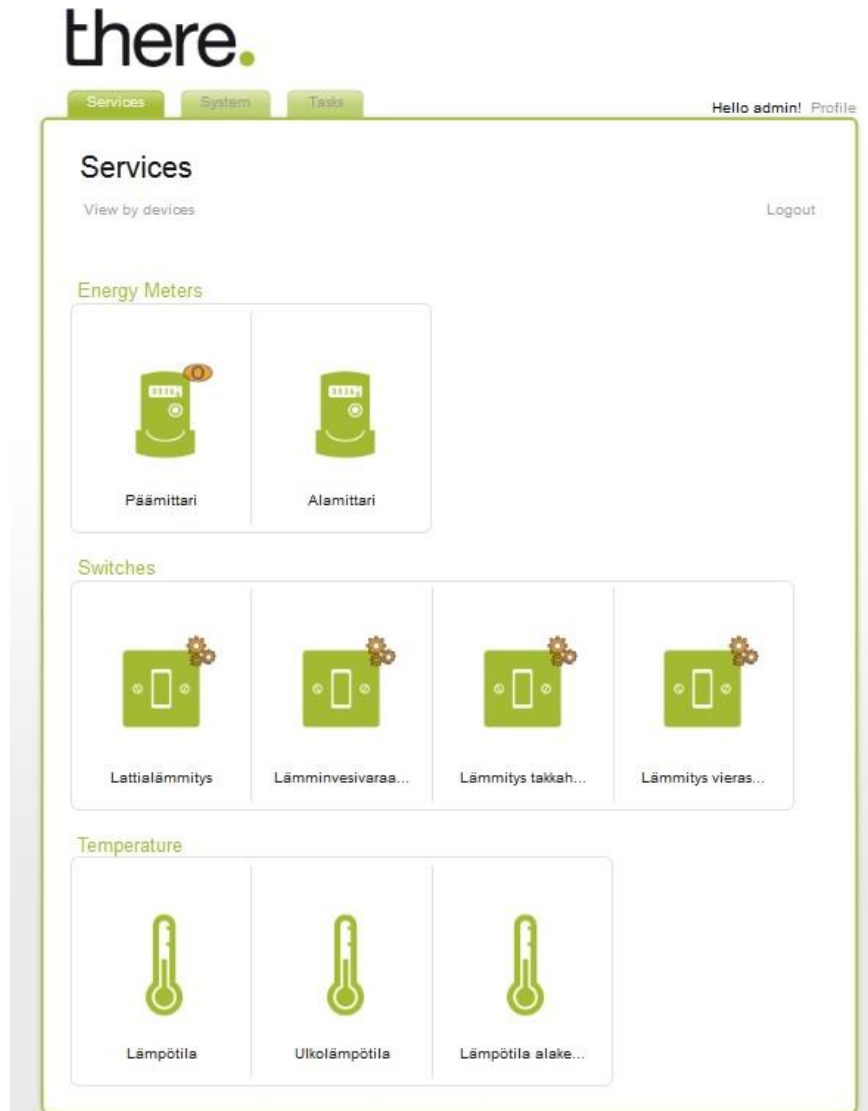 there.
Services System Tasks
Hello admin! Profile
Services
View by devices Logout
Energy Meters
Päämittari Alamittari
Switches
Lattialämmitys Lämminvesivaraa... Lämmitys takkah... Lämmitys vieras...
Temperature
Lämpötila Ulkolämpötila Lämpötila alake...